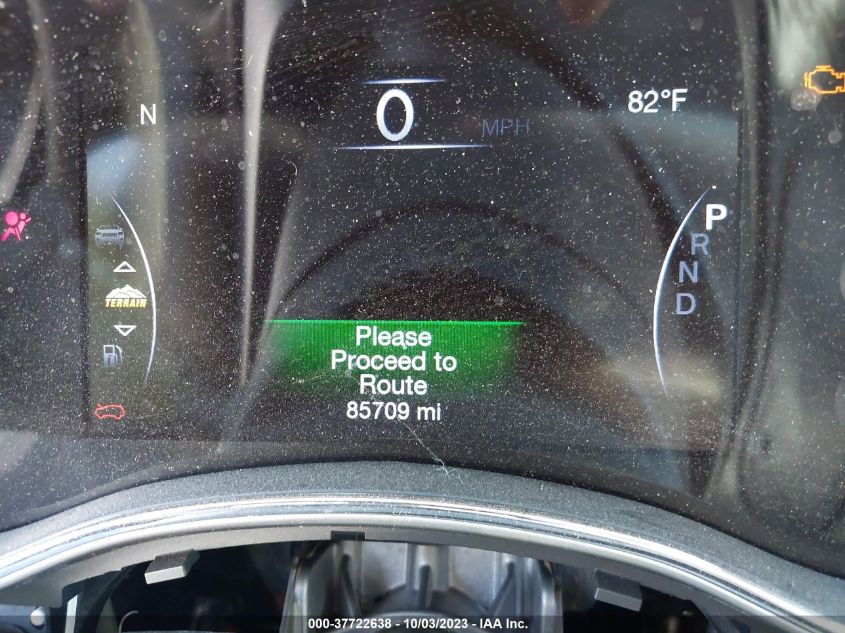 N
0
MPH
82°F
P
R
N
D
TERRAIN
Please
Proceed to
Route
85709 mi
000-37722638 - 10/03/2023 - IAA Inc.